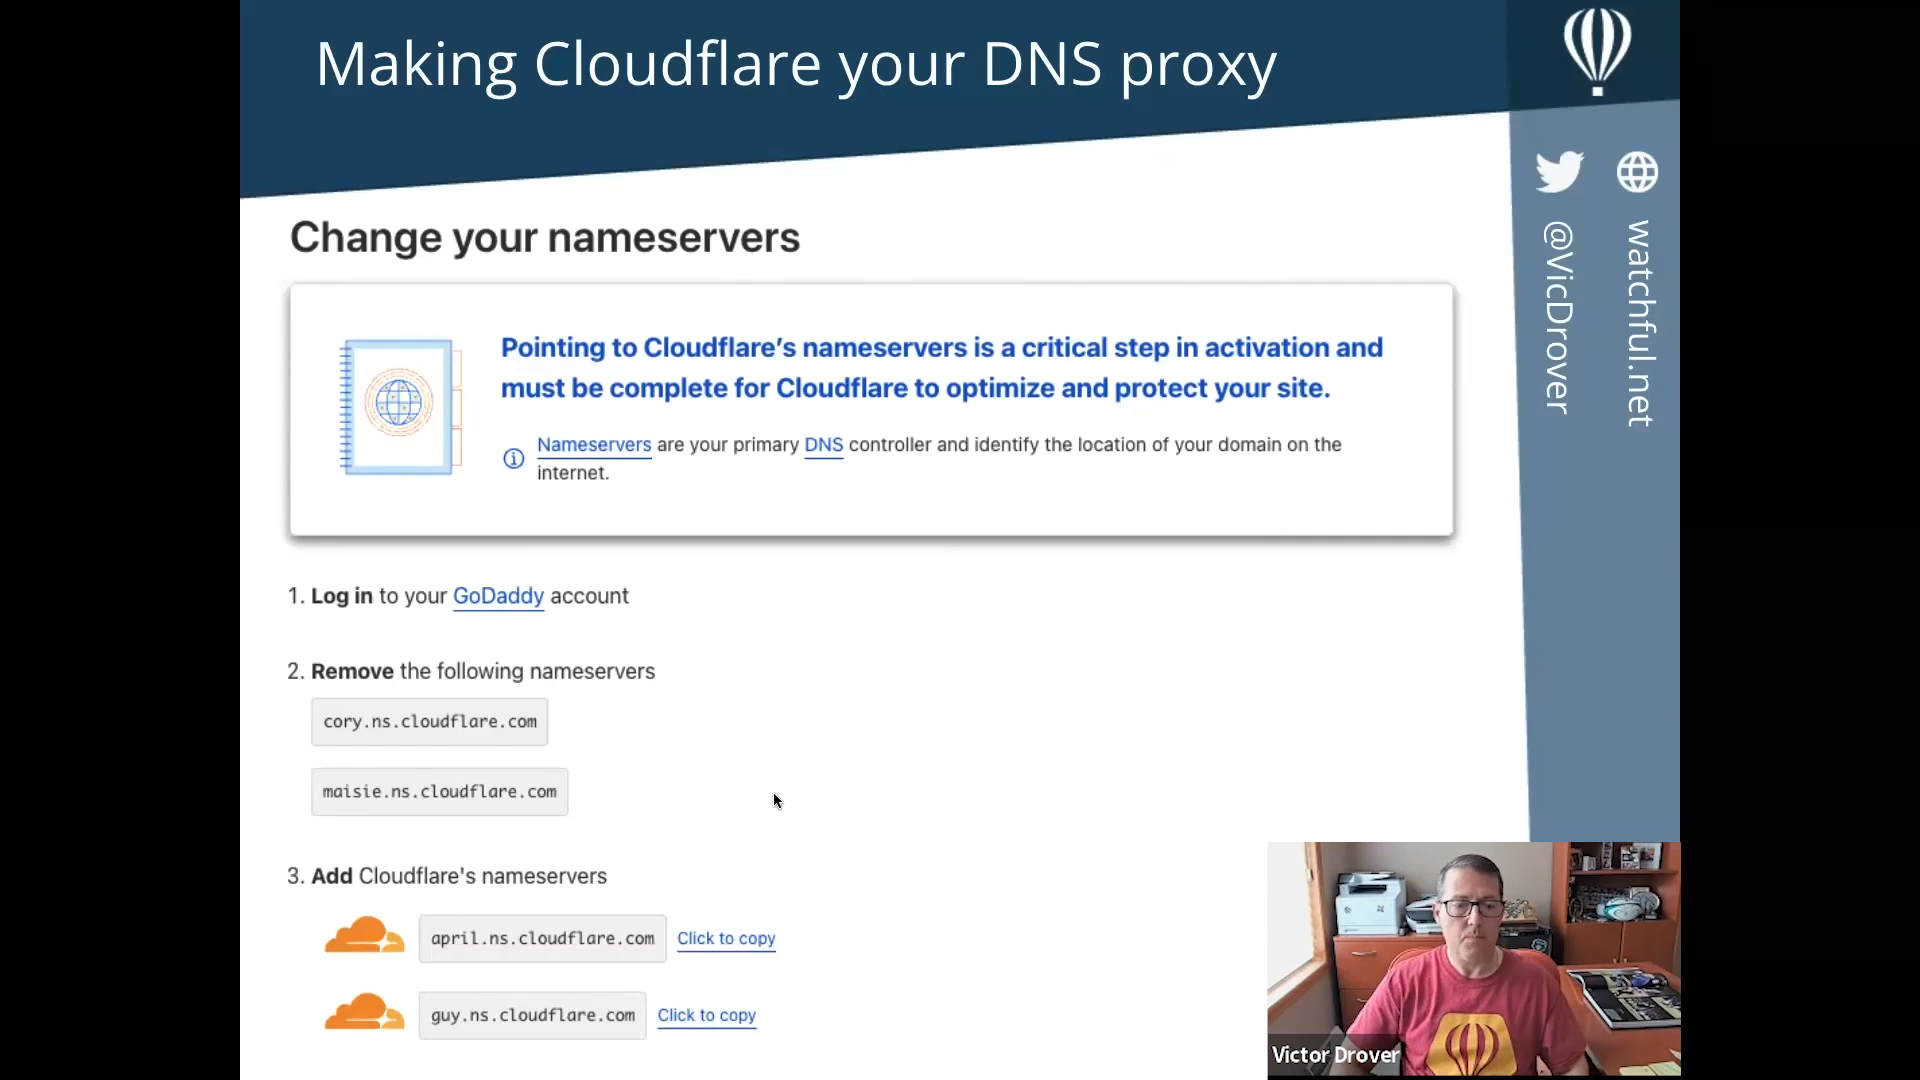 Making Cloudflare your DNS proxy
@VicDrover
watchful.net
Change your nameservers
Pointing to Cloudflare’s nameservers is a critical step in activation and
must be complete for Cloudflare to optimize and protect your site.
Nameservers are your primary DNS controller and identify the location of your domain on the
internet.
1. Log in to your GoDaddy account
2. Remove the following nameservers
cory.ns.cloudflare.com
maisie.ns.cloudflare.com
3. Add Cloudflare's nameservers
april.ns.cloudflare.com Click to copy
guy.ns.cloudflare.com Click to copy
Victor Drover